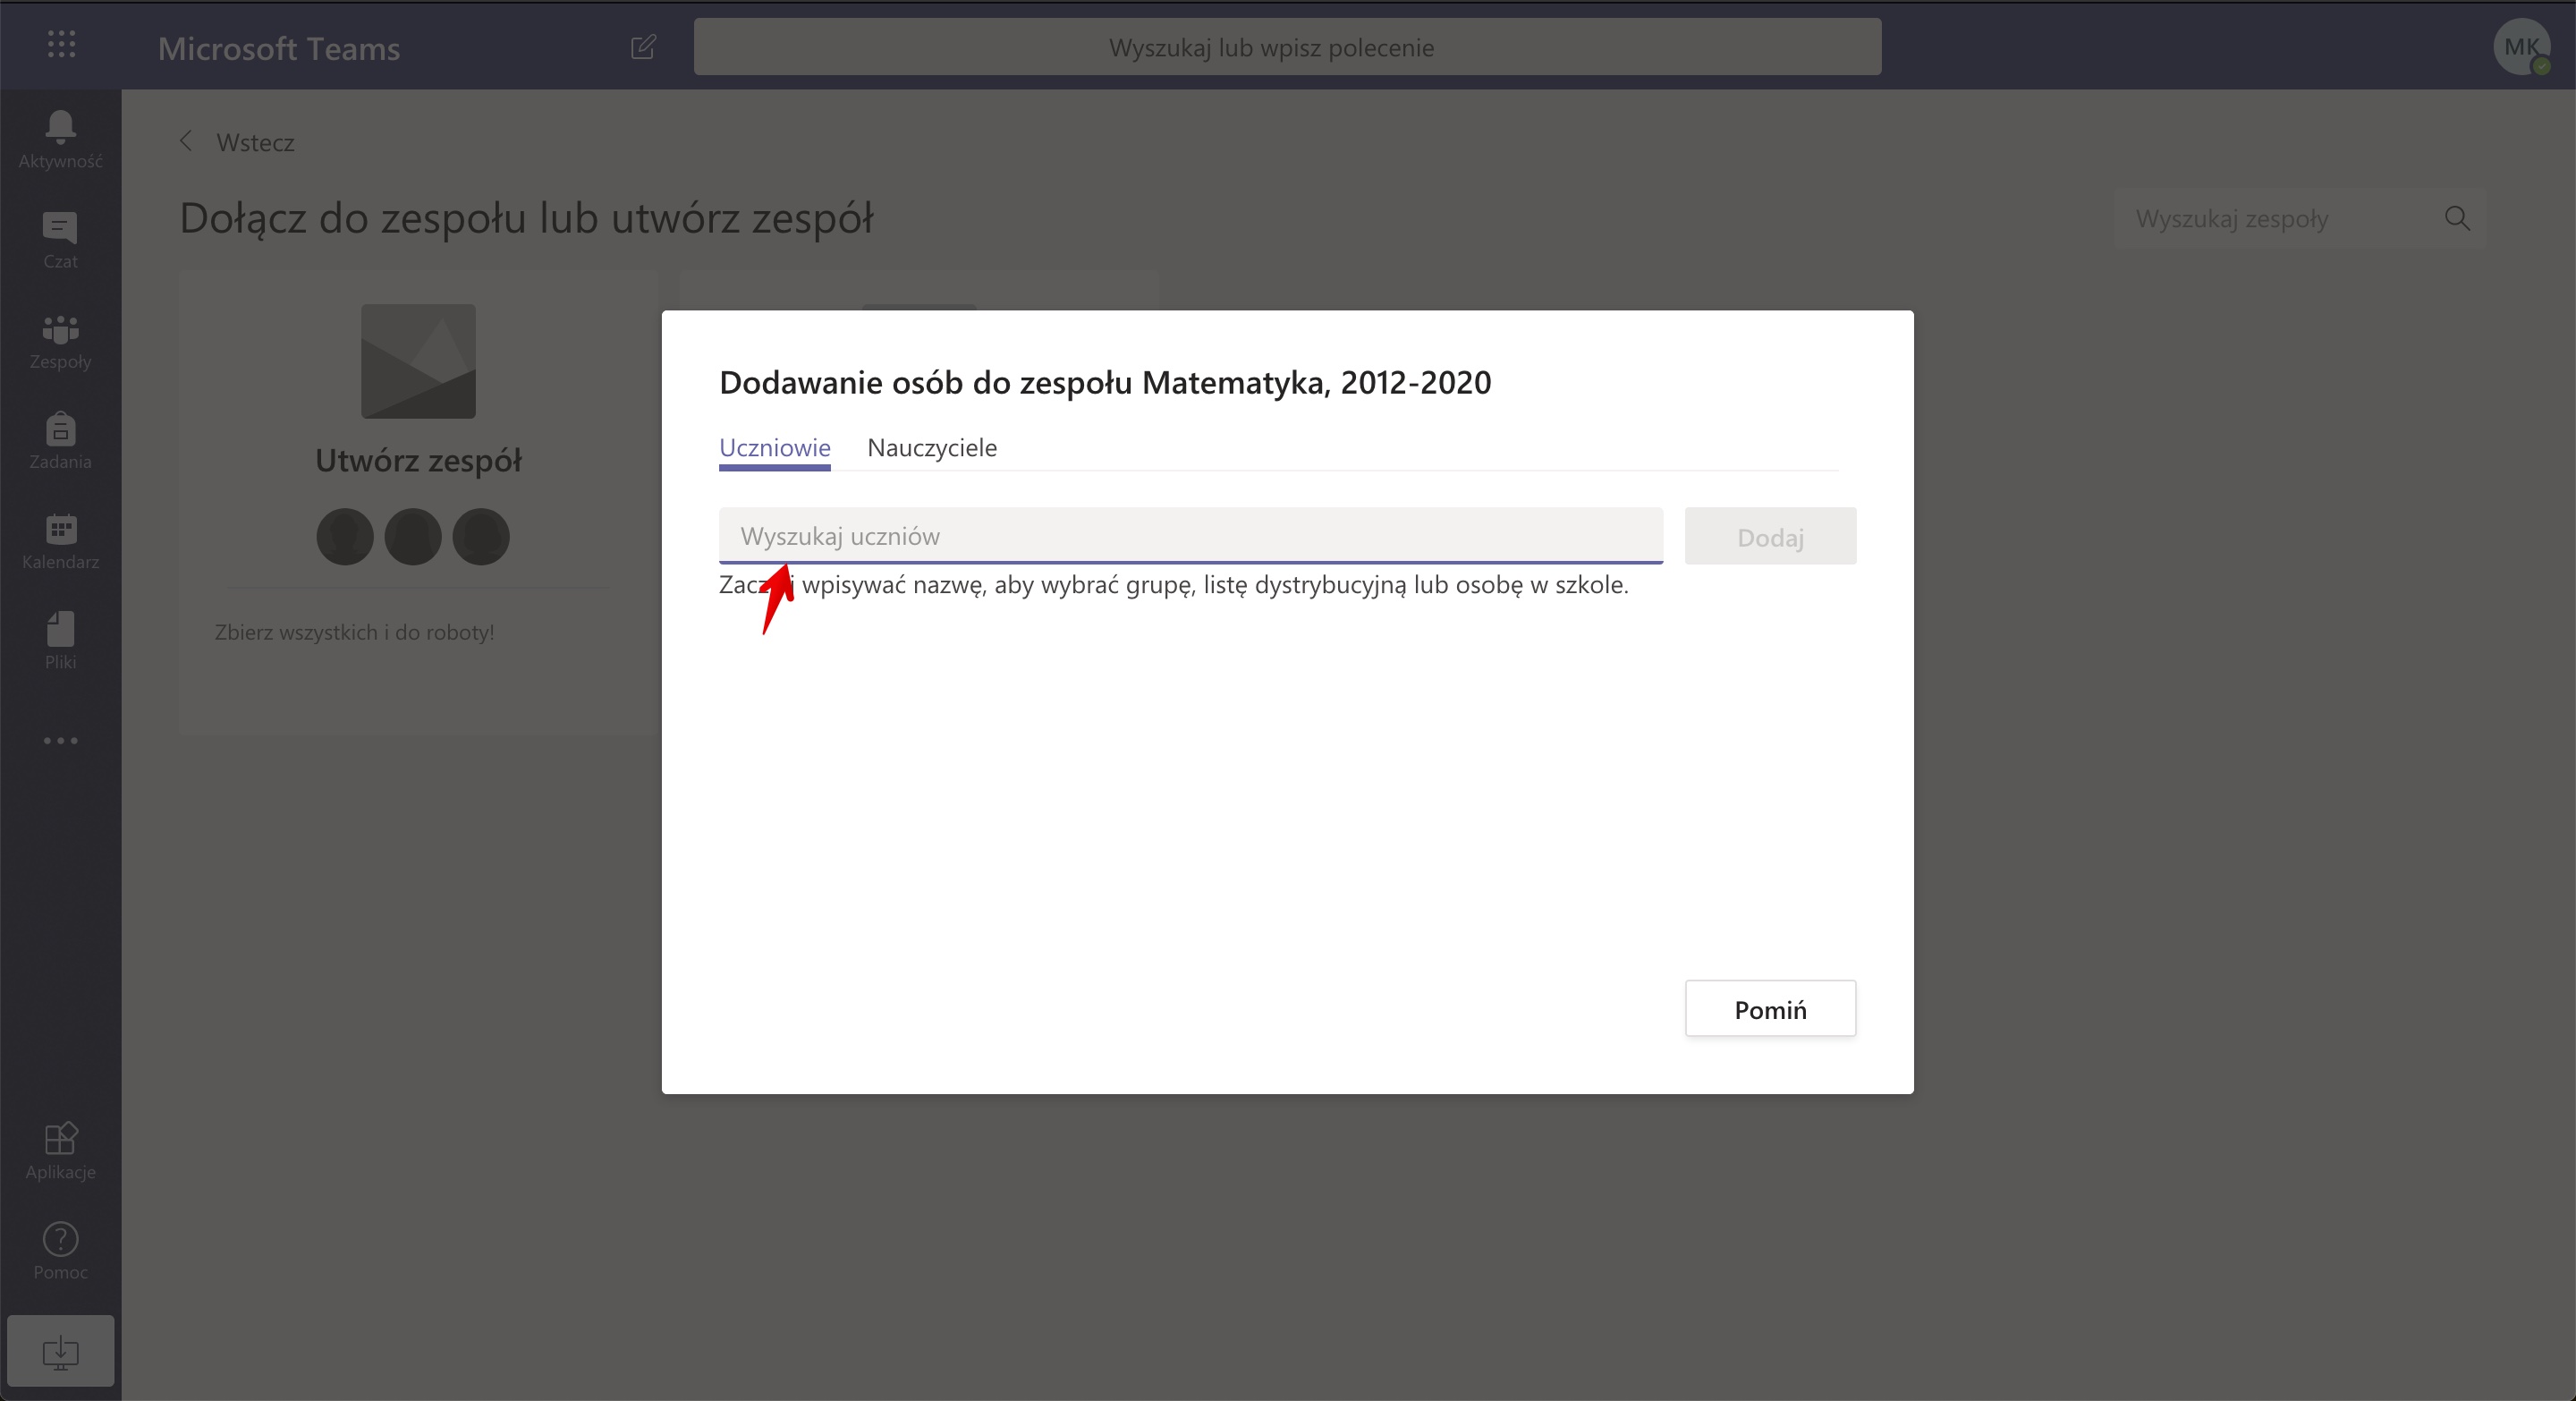 Microsoft Teams
Wyszukaj lub wpisz polecenie
MK
Aktywność
Czat
Zespoły
Zadania
Kalendarz
Pliki
Aplikacje
Pomoc
Wstecz
Dołącz do zespołu lub utwórz zespół
Wyszukaj zespoły
Utwórz zespół
Zbierz wszystkich i do roboty!
Dodawanie osób do zespołu Matematyka, 2012-2020
Uczniowie Nauczyciele
Wyszukaj uczniów
Dodaj
wpisywać nazwę, aby wybrać grupę, listę dystrybucyjną lub osobę w szkole.
Pomiń